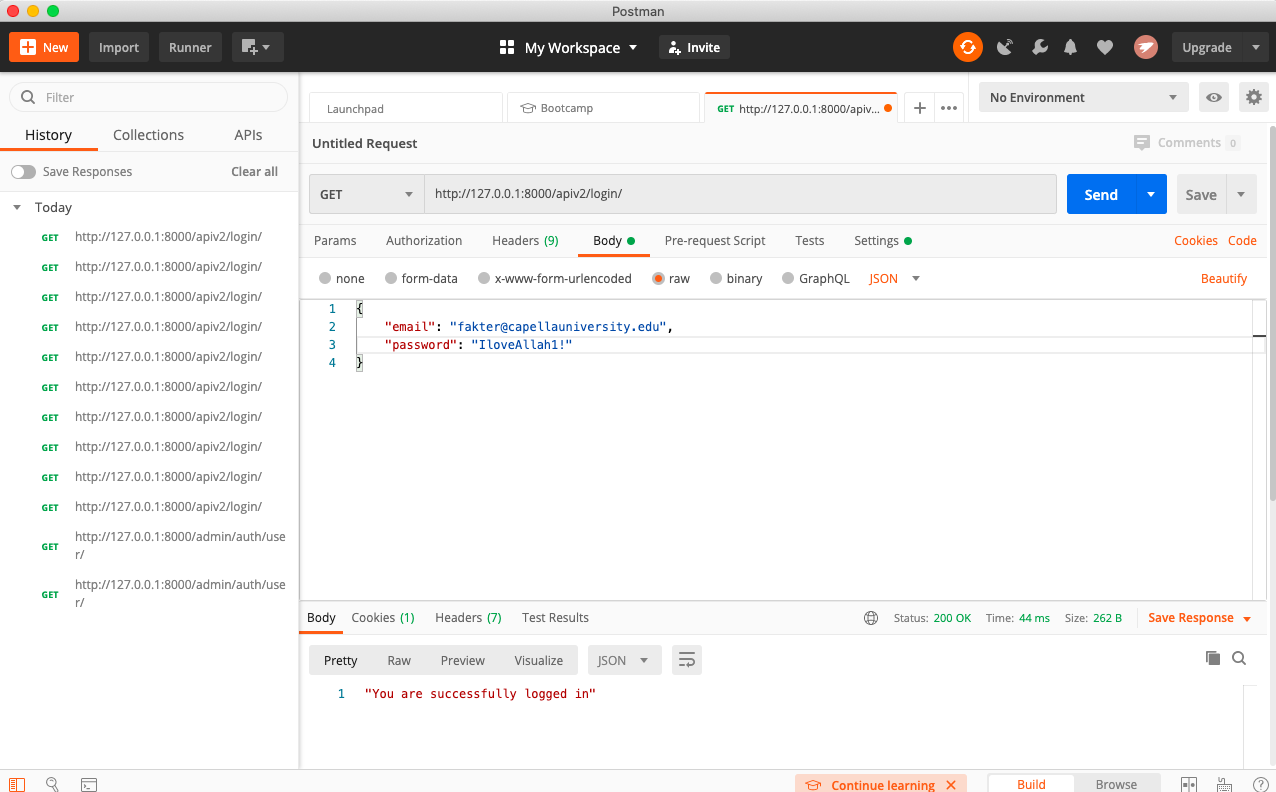 Postman
New
Import
Runner
My Workspace
Invite
Upgrade
Filter
History
Collections
APIs
Save Responses
Clear all
Today
GET http://127.0.0.1:8000/apiv2/login/
GET http://127.0.0.1:8000/apiv2/login/
GET http://127.0.0.1:8000/apiv2/login/
GET http://127.0.0.1:8000/apiv2/login/
GET http://127.0.0.1:8000/apiv2/login/
GET http://127.0.0.1:8000/apiv2/login/
GET http://127.0.0.1:8000/apiv2/login/
GET http://127.0.0.1:8000/apiv2/login/
GET http://127.0.0.1:8000/apiv2/login/
GET http://127.0.0.1:8000/apiv2/login/
GET http://127.0.0.1:8000/admin/auth/use
r/
GET http://127.0.0.1:8000/admin/auth/use
r/
Launchpad
Bootcamp
GET http://127.0.0.1:8000/apiv...
No Environment
Untitled Request
Comments 0
GET
http://127.0.0.1:8000/apiv2/login/
Send
Save
Params
Authorization
Headers (9)
Body
Pre-request Script
Tests
Settings
Cookies
Code
none
form-data
x-www-form-urlencoded
raw
binary
GraphQL
JSON
Beautify
1 {
2 "email": "fakter@capellauniversity.edu",
3 "password": "IloveAllah1!"
4 }
Body
Cookies (1)
Headers (7)
Test Results
Status: 200 OK
Time: 44 ms
Size: 262 B
Save Response
Pretty
Raw
Preview
Visualize
JSON
1 "You are successfully logged in"
Continue learning
Build
Browse